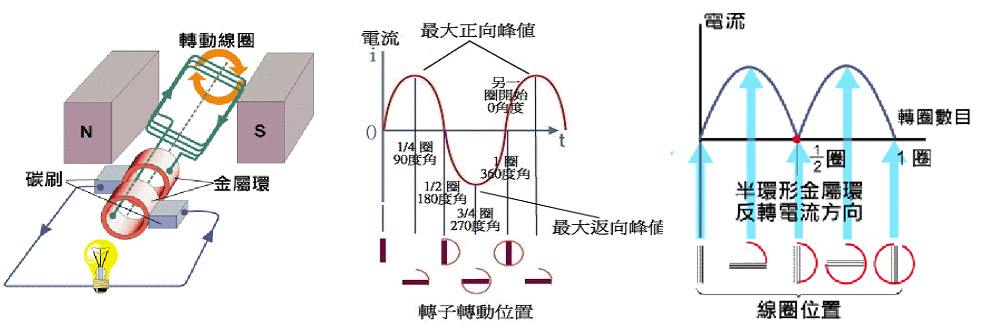 轉動線圈
N
S
碳刷
金屬環
最大正向峰值
電流
i
另一
圈開始
0角度
0
t
1/4 圈
90度角
1 圈
360度角
1/2 圈
180度角
3/4 圈
270度角
最大返向峰值
轉子轉動位置
電流
轉圈數目
1/2 圈
1 圈
半環形金屬環
反轉電流方向
線圈位置